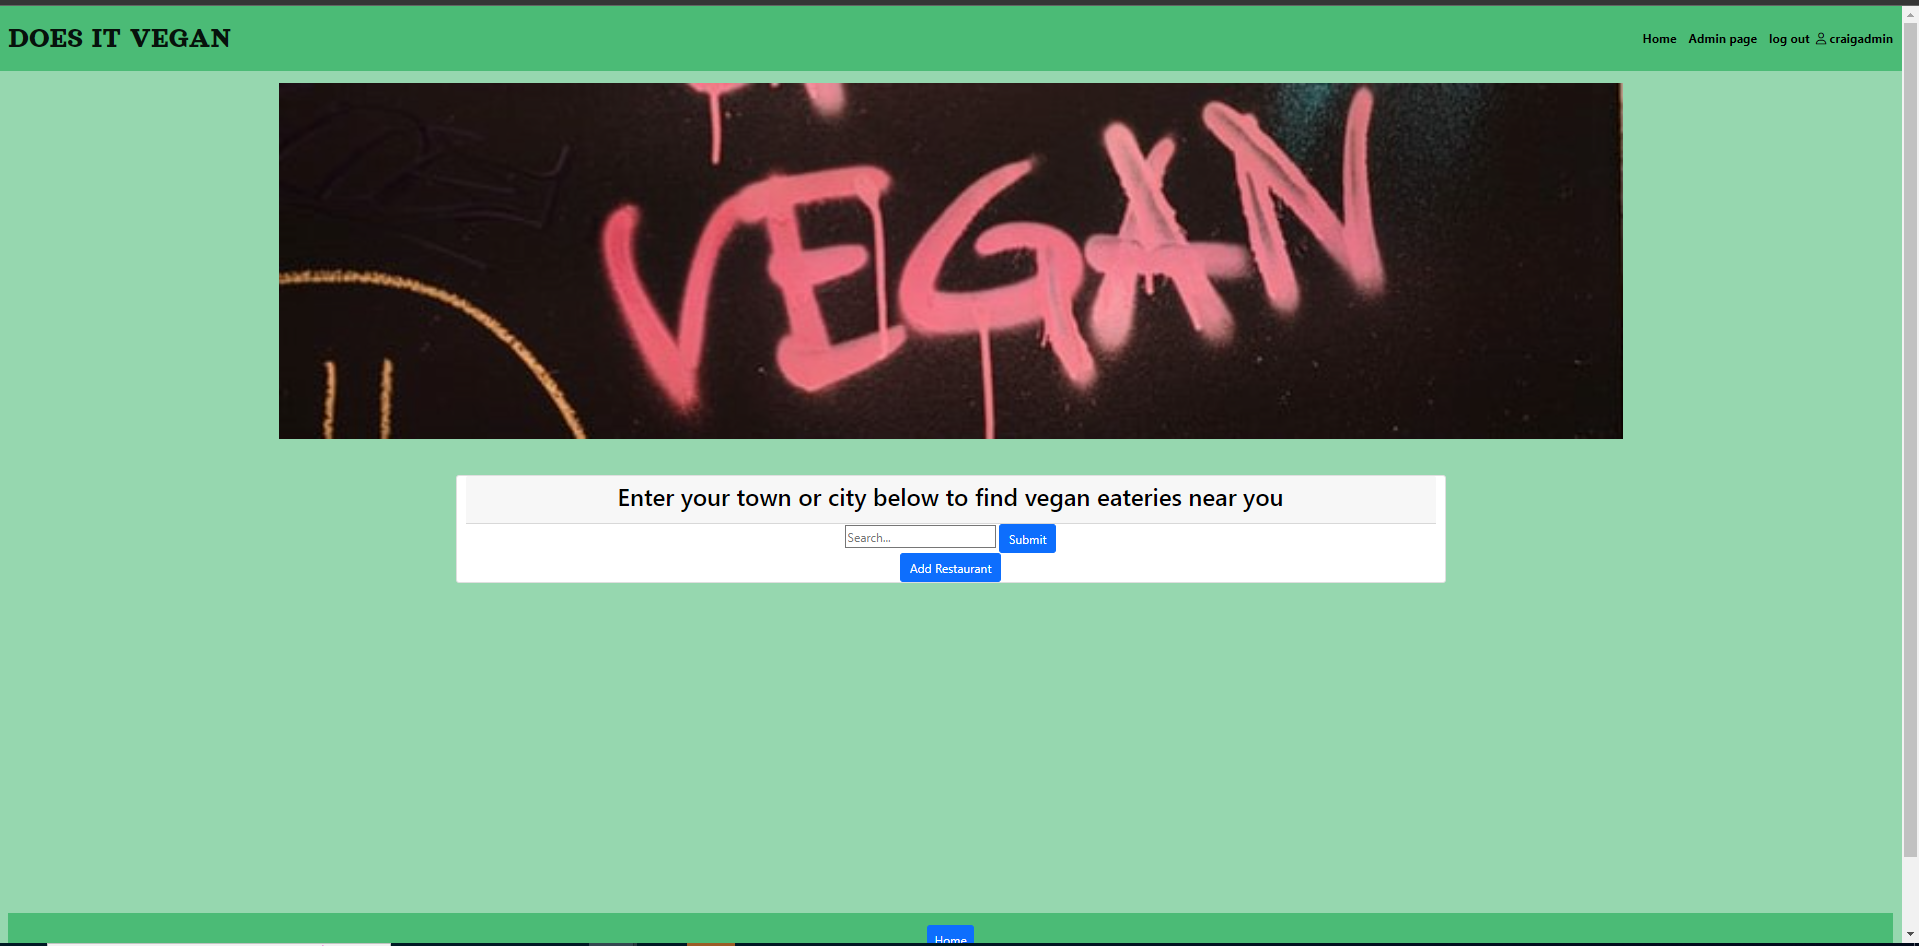 DOES IT VEGAN
Home Admin page log out craigadmin
VEGAN
Enter your town or city below to find vegan eateries near you
Search... Submit
Add Restaurant
Home